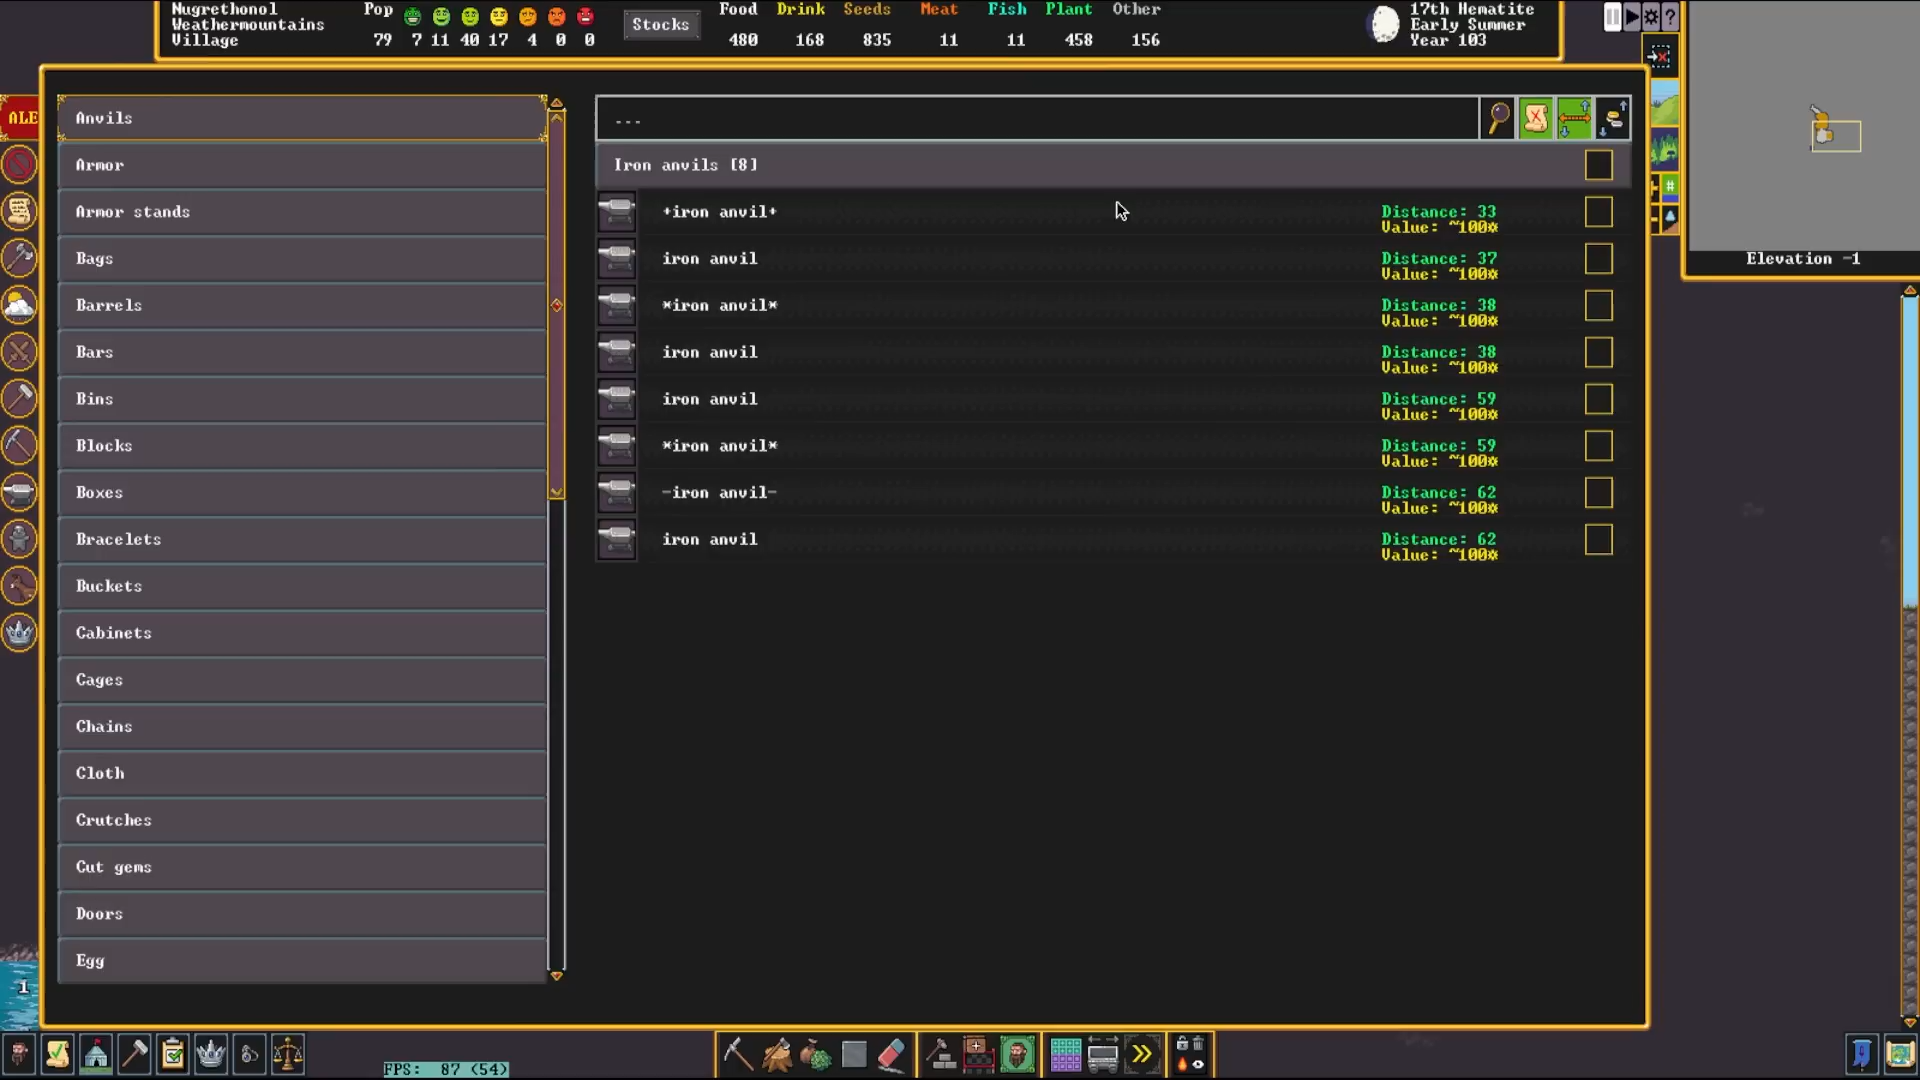 Nugrethonol
Weathermountains
Village
Pop
79 7 11 40 17 4 0 0
Stocks
Food Drink Seeds Meat Fish Plant Other
480 168 835 11 11 458 156
17th Hematite
Early Summer
Year 103
?
ALE
Anvils
Armor
Armor stands
Bags
Barrels
Bars
Bins
Blocks
Boxes
Bracelets
Buckets
Cabinets
Cages
Chains
Cloth
Crutches
Cut gems
Doors
Egg
---
Iron anvils [8]
+iron anvil+
Distance: 33
Value: ~100☼
iron anvil
Distance: 37
Value: ~100☼
*iron anvil*
Distance: 38
Value: ~100☼
iron anvil
Distance: 38
Value: ~100☼
iron anvil
Distance: 59
Value: ~100☼
*iron anvil*
Distance: 59
Value: ~100☼
-iron anvil-
Distance: 62
Value: ~100☼
iron anvil
Distance: 62
Value: ~100☼
Elevation -1
1
FPS: 87 (54)